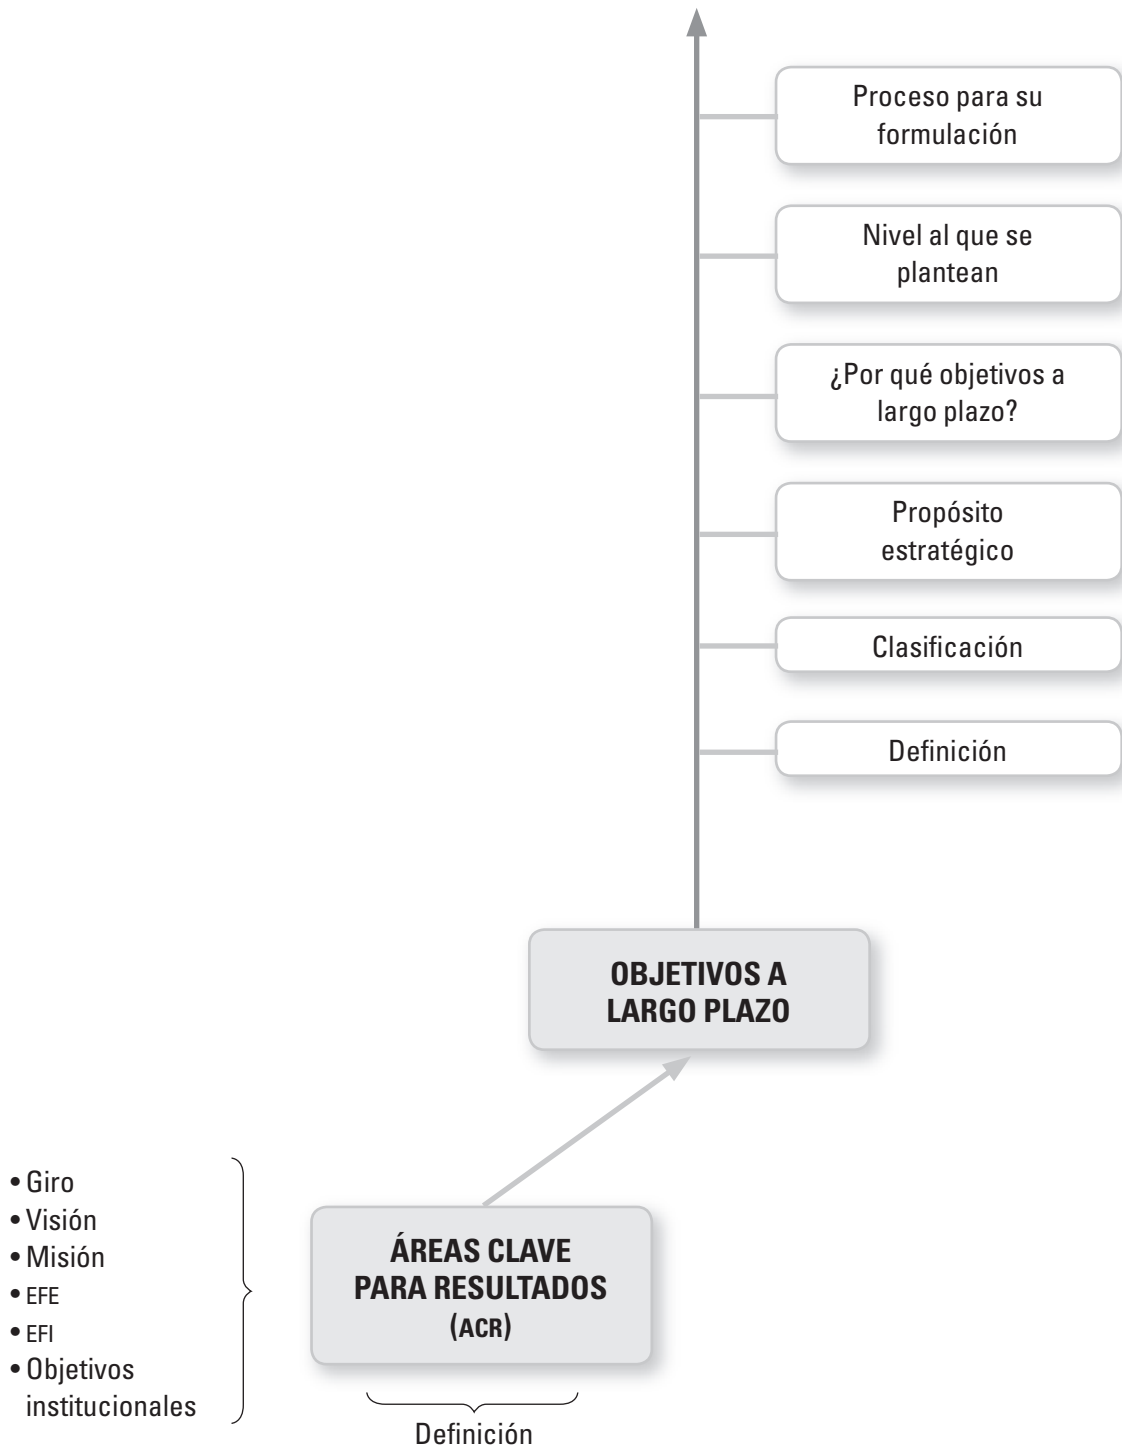 Proceso para su
formulación
Nivel al que se
plantean
¿Por qué objetivos a
largo plazo?
Propósito
estratégico
Clasificación
Definición
OBJETIVOS A
LARGO PLAZO
• Giro
• Visión
• Misión
• EFE
• EFI
• Objetivos
institucionales
ÁREAS CLAVE
PARA RESULTADOS
(ACR)
Definición